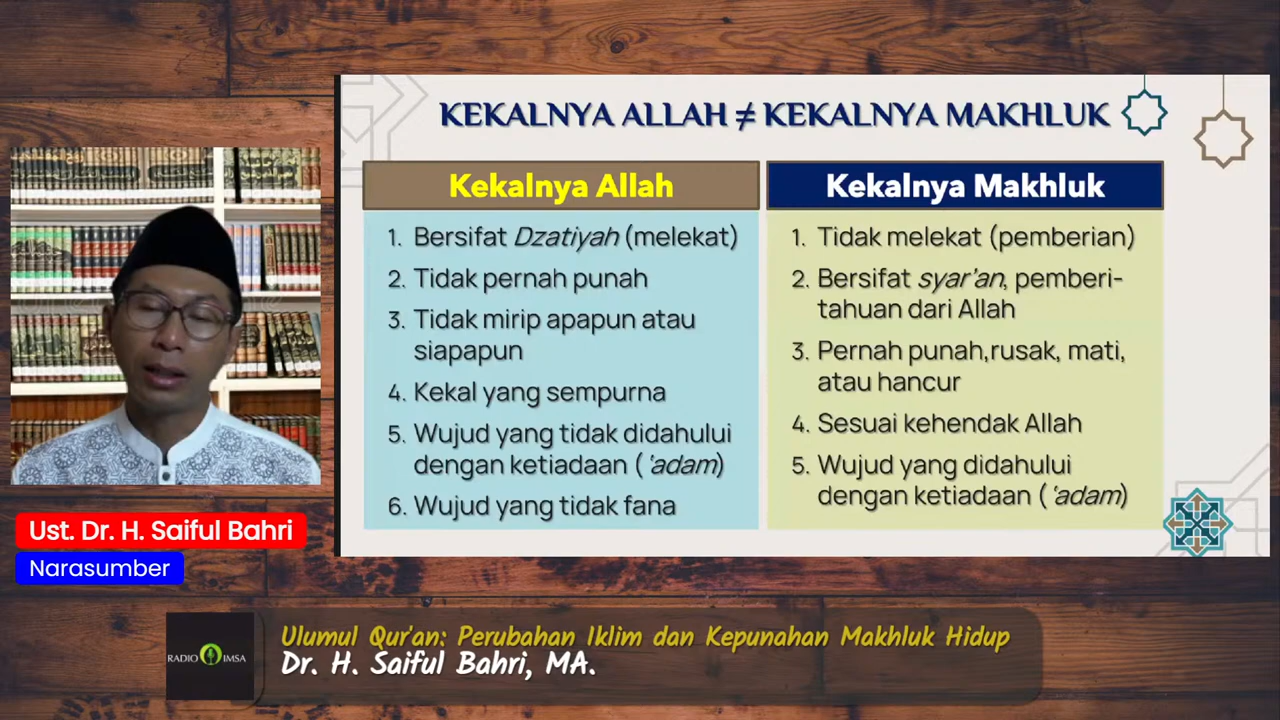 KEKALNYA ALLAH ≠ KEKALNYA MAKHLUK
Kekalnya Allah
1. Bersifat Dzatiyah (melekat)
2. Tidak pernah punah
3. Tidak mirip apapun atau
siapapun
4. Kekal yang sempurna
5. Wujud yang tidak didahului
dengan ketiadaan ( ‘adam)
6. Wujud yang tidak fana
Kekalnya Makhluk
1. Tidak melekat (pemberian)
2. Bersifat syar’an, pemberi-
tahuan dari Allah
3. Pernah punah,rusak, mati,
atau hancur
4. Sesuai kehendak Allah
5. Wujud yang didahului
dengan ketiadaan ( ‘adam)
Ust. Dr. H. Saiful Bahri
Narasumber
RADIO IMSA
Ulumul Qur'an: Perubahan Iklim dan Kepunahan Makhluk Hidup
Dr. H. Saiful Bahri, MA.